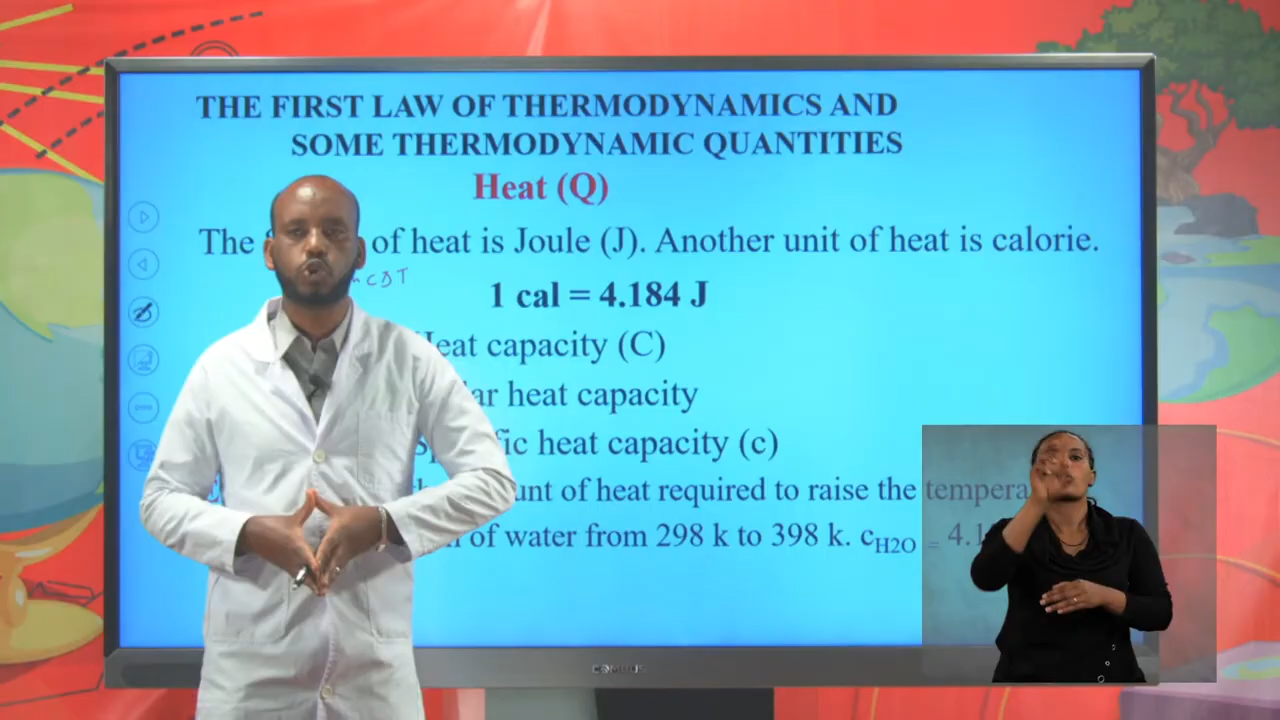 THE FIRST LAW OF THERMODYNAMICS AND
SOME THERMODYNAMIC QUANTITIES
Heat (Q)
The of heat is Joule (J). Another unit of heat is calorie.
1 cal = 4.184 J
Heat capacity (C)
heat capacity
heat capacity (c)
of heat required to raise the
of water from 298 k to 398 k. cH2O =